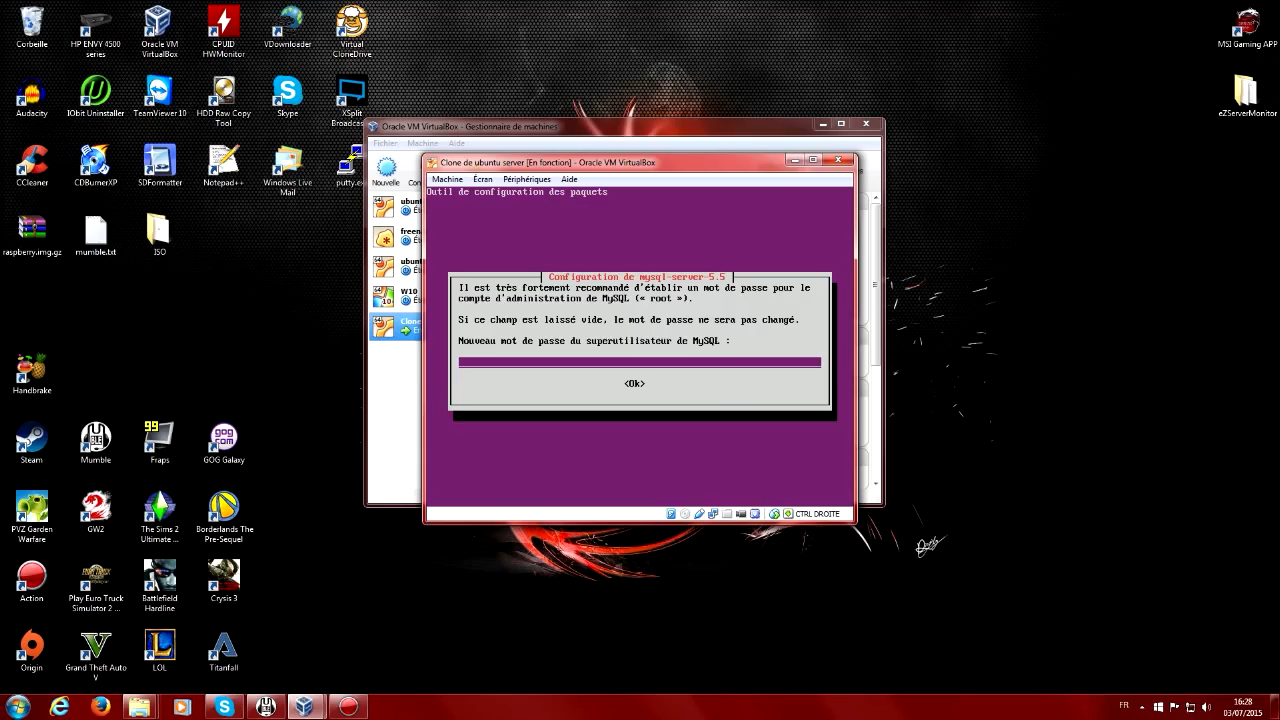 Corbeille
HP ENVY 4500 series
Oracle VM VirtualBox
CPUID HWMonitor
VDownloader
Virtual CloneDrive
MSI Gaming APP
Audacity
IObit Uninstaller
TeamViewer 10
HDD Raw Copy Tool
Skype
XSplit Broadcas...
eZServerMonitor
CCleaner
CDBurnerXP
SDFormatter
Notepad++
Windows Live Mail
putty.ex
raspberry.img.gz
mumble.txt
ISO
Handbrake
Steam
Mumble
99
Fraps
GOG Galaxy
PVZ Garden Warfare
GW2
The Sims 2 Ultimate ...
Borderlands The Pre-Sequel
Action
Play Euro Truck Simulator 2 ...
Battlefield Hardline
Crysis 3
Origin
Grand Theft Auto V
LOL
Titanfall
Oracle VM VirtualBox - Gestionnaire de machines
Fichier Machine Aide
Nouvelle
ubunt
freen
ubunt
W10
Clone
Clone de ubuntu server [En fonction] - Oracle VM VirtualBox
Machine Écran Périphériques Aide
Outil de configuration des paquets
Configuration de mysql-server-5.5
Il est très fortement recommandé d'établir un mot de passe pour le
compte d'administration de MySQL (« root »).
Si ce champ est laissé vide, le mot de passe ne sera pas changé.
Nouveau mot de passe du superutilisateur de MySQL :
<Ok>
CTRL DROITE
FR
16:28
03/07/2015